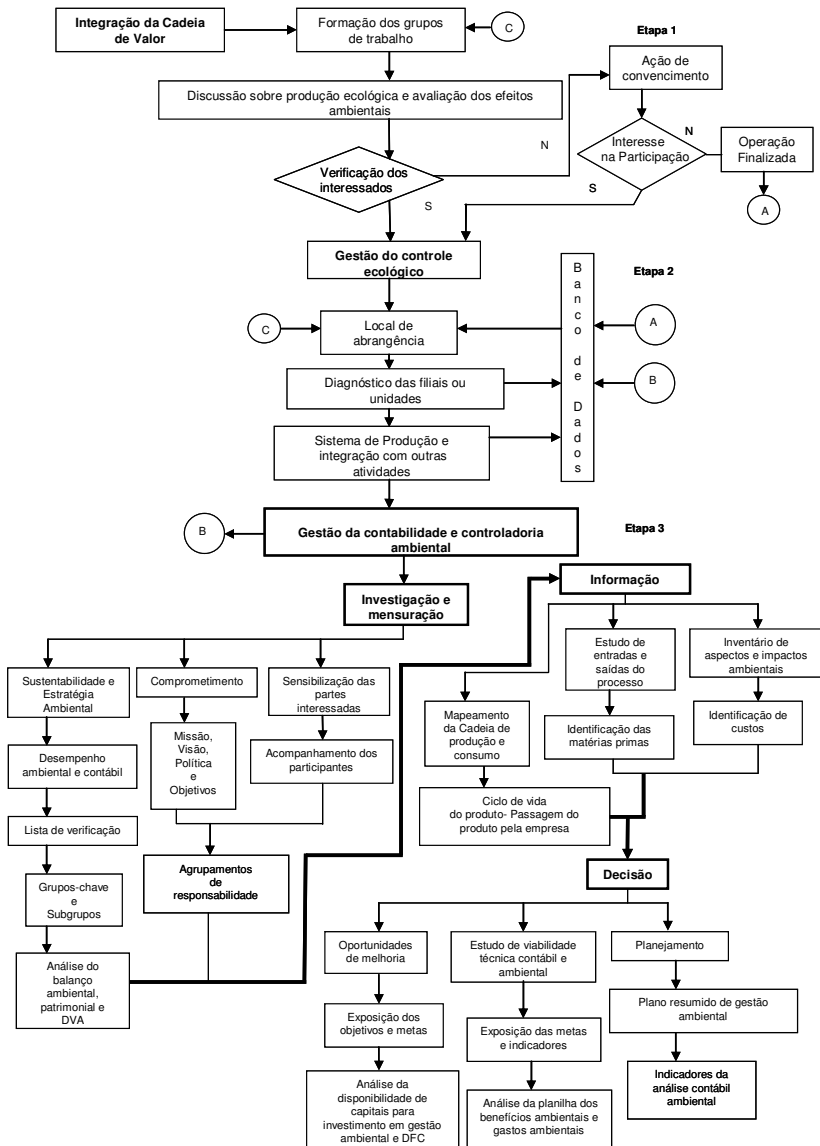 Integração da Cadeia
de Valor
Formação dos grupos
de trabalho
C
Etapa 1
Ação de
convencimento
Discussão sobre produção ecológica e avaliação dos efeitos
ambientais
N
Interesse
na Participação
N
Operação
Finalizada
Verificação dos
interessados
S
S
A
Gestão do controle
ecológico
Etapa 2
Banco de Dados
C
Local de
abrangência
A
Diagnóstico das filiais ou
unidades
B
Sistema de Produção e
integração com outras
atividades
B
Gestão da contabilidade e controladoria
ambiental
Etapa 3
Investigação e
mensuração
Informação
Sustentabilidade e
Estratégia
Ambiental
Comprometimento
Sensibilização das
partes
interessadas
Estudo de
entradas e
saídas do
processo
Inventário de
aspectos e impactos
ambientais
Desempenho
ambiental e contábil
Missão,
Visão,
Política
e
Objetivos
Acompanhamento dos
participantes
Mapeamento
da Cadeia de
produção e
consumo
Identificação das
matérias primas
Identificação de
custos
Lista de verificação
Ciclo de vida
do produto- Passagem do
produto pela empresa
Grupos-chave
e
Subgrupos
Agrupamentos
de
responsabilidade
Decisão
Análise do
balanço
ambiental,
patrimonial e
DVA
Oportunidades
de melhoria
Estudo de viabilidade
técnica contábil e
ambiental
Planejamento
Exposição dos
objetivos e metas
Exposição das metas
e indicadores
Plano resumido de gestão
ambiental
Análise da
disponibilidade de
capitais para
investimento em gestão
ambiental e DFC
Análise da planilha dos
benefícios ambientais e
gastos ambientais
Indicadores da
análise contábil
ambiental